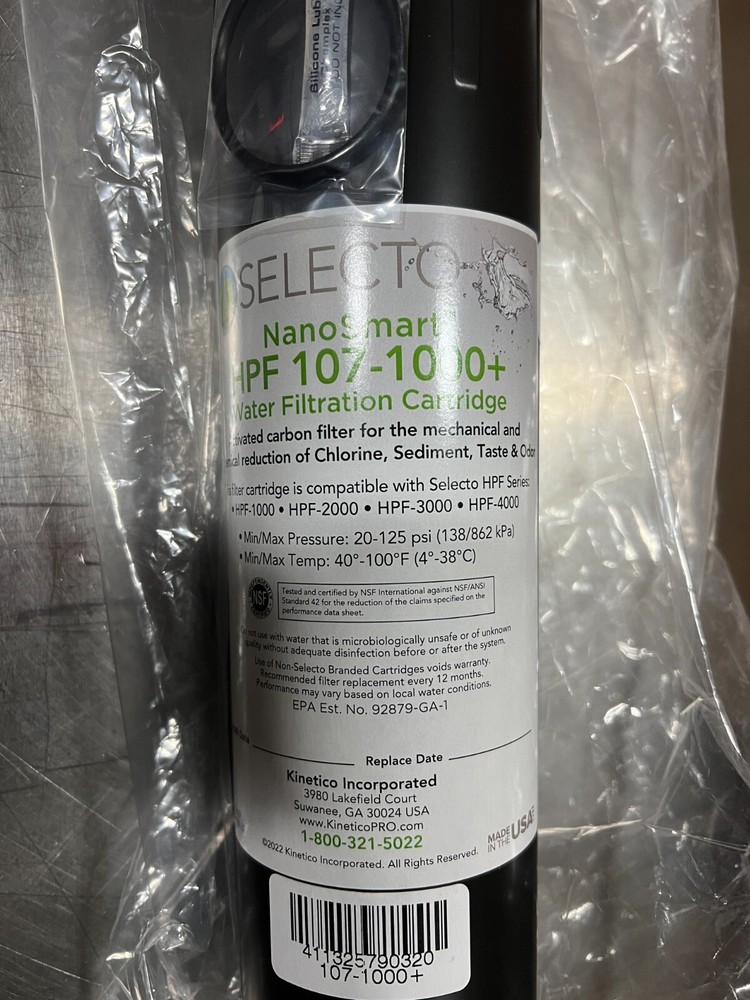 Silicone Lub
DO NOT IN
SELECTO
NanoSmart
HPF 107-1000+
Water Filtration Cartridge
ivated carbon filter for the mechanical and
reduction of Chlorine, Sediment, Taste & Odor
filter cartridge is compatible with Selecto HPF Series:
• HPF-1000 • HPF-2000 • HPF-3000 • HPF-4000
• Min/Max Pressure: 20-125 psi (138/862 kPa)
• Min/Max Temp: 40°-100°F (4°-38°C)
NSF
Tested and certified by NSF International against NSF/ANSI
Standard 42 for the reduction of the claims specified on the
performance data sheet.
not use with water that is microbiologically unsafe or of unknown
quality without adequate disinfection before or after the system.
Use of Non-Selecto Branded Cartridges voids warranty.
Recommended filter replacement every 12 months.
Performance may vary based on local water conditions.
EPA Est. No. 92879-GA-1
Replace Date
Kinetico Incorporated
3980 Lakefield Court
Suwanee, GA 30024 USA
www.KineticoPRO.com
1-800-321-5022
©2022 Kinetico Incorporated. All Rights Reserved.
MADE IN THE USA
411325790320
107-1000+